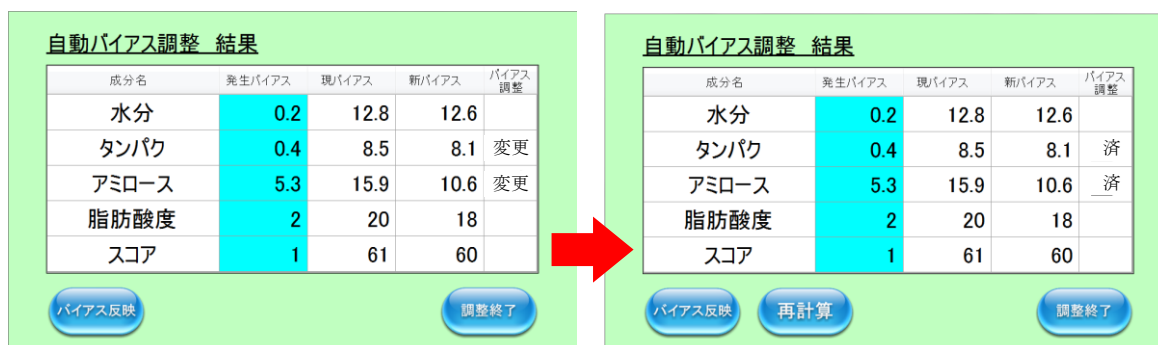 自動バイアス調整 結果
成分名 発生バイアス 現バイアス 新バイアス バイアス調整
水分 0.2 12.8 12.6
タンパク 0.4 8.5 8.1 変更
アミロース 5.3 15.9 10.6 変更
脂肪酸度 2 20 18
スコア 1 61 60
バイアス反映 調整終了
自動バイアス調整 結果
成分名 発生バイアス 現バイアス 新バイアス バイアス調整
水分 0.2 12.8 12.6
タンパク 0.4 8.5 8.1 済
アミロース 5.3 15.9 10.6 済
脂肪酸度 2 20 18
スコア 1 61 60
バイアス反映 再計算 調整終了